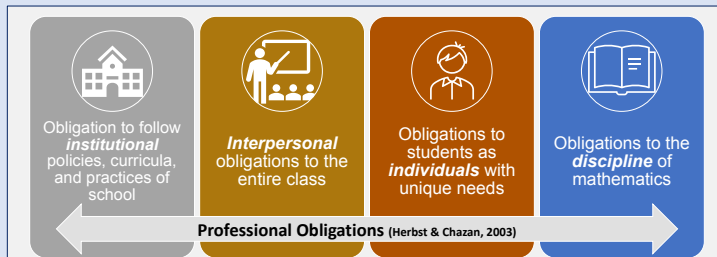 Obligation to follow
institutional
policies, curricula,
and practices of
school
Interpersonal
obligations to the
entire class
Obligations to
students as
individuals with
unique needs
Obligations to the
discipline of
mathematics
Professional Obligations (Herbst & Chazan, 2003)